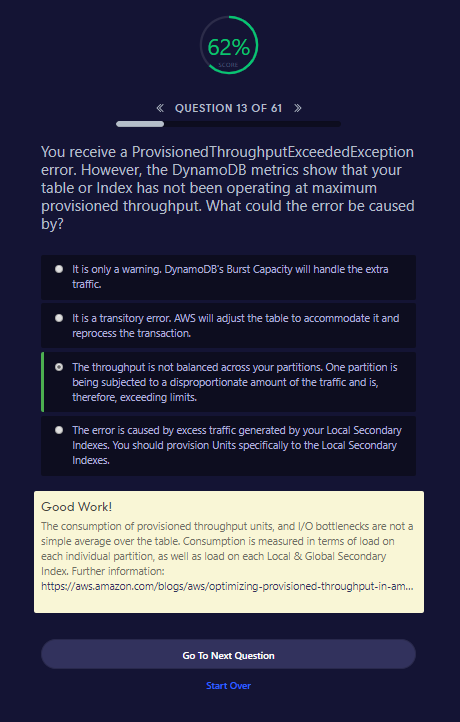 62%
SCORE
QUESTION 13 OF 61
You receive a ProvisionedThroughputExceededException
error. However, the DynamoDB metrics show that your
table or Index has not been operating at maximum
provisioned throughput. What could the error be caused
by?
It is only a warning. DynamoDB's Burst Capacity will handle the extra
traffic.
It is a transitory error. AWS will adjust the table to accommodate it and
reprocess the transaction.
The throughput is not balanced across your partitions. One partition is
being subjected to a disproportionate amount of the traffic and is,
therefore, exceeding limits.
The error is caused by excess traffic generated by your Local Secondary
Indexes. You should provision Units specifically to the Local Secondary
Indexes.
Good Work!
The consumption of provisioned throughput units, and I/O bottlenecks are not a
simple average over the table. Consumption is measured in terms of load on
each individual partition, as well as load on each Local & Global Secondary
Index. Further information:
https://aws.amazon.com/blogs/aws/optimizing-provisioned-throughput-in-am...
Go To Next Question
Start Over